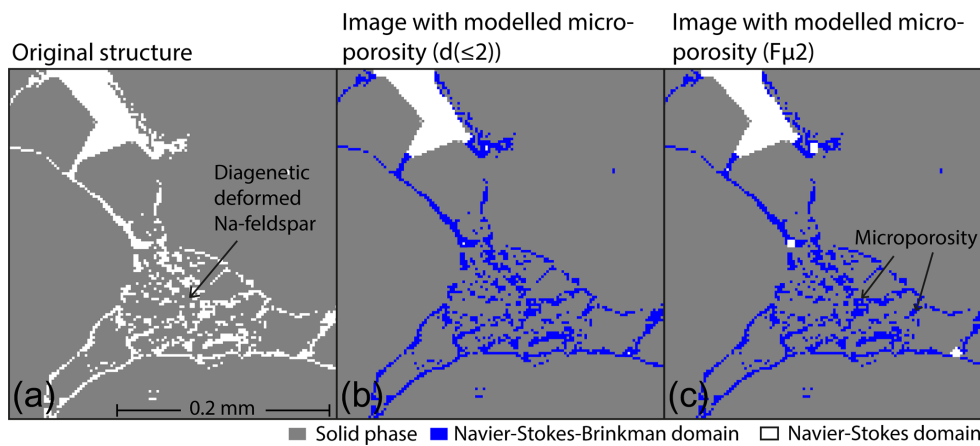 Original structure
Image with modelled micro-
porosity (d(≤2))
Image with modelled micro-
porosity (Fμ2)
Diagenetic
deformed
Na-feldspar
Microporosity
(a)
0.2 mm
(b)
(c)
Solid phase
Navier-Stokes-Brinkman domain
Navier-Stokes domain